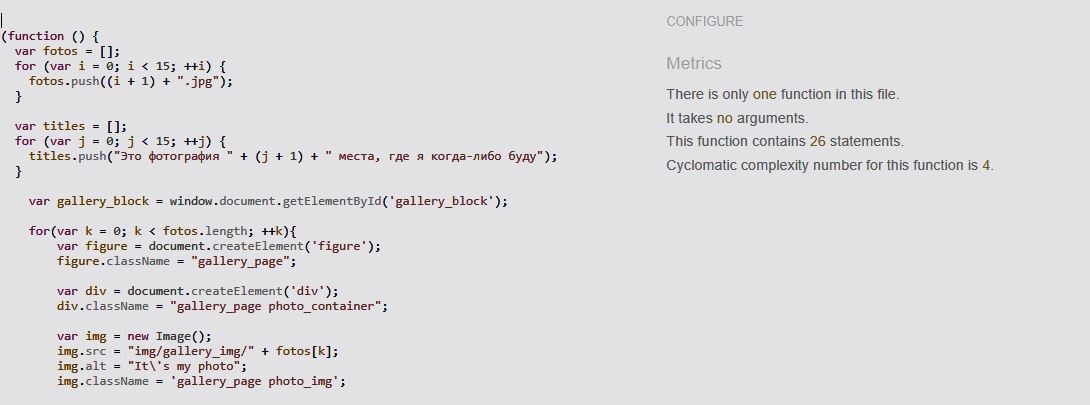 (function () {
  var fotos = [];
  for (var i = 0; i < 15; ++i) {
    fotos.push((i + 1) + ".jpg");
  }
  var titles = [];
  for (var j = 0; j < 15; ++j) {
    titles.push("Это фотография " + (j + 1) + " места, где я когда-либо буду");
  }
    var gallery_block = window.document.getElementById('gallery_block');
    for(var k = 0; k < fotos.length; ++k){
        var figure = document.createElement('figure');
        figure.className = "gallery_page";
        var div = document.createElement('div');
        div.className = "gallery_page photo_container";
        var img = new Image();
        img.src = "img/gallery_img/" + fotos[k];
        img.alt = "It\'s my photo";
        img.className = 'gallery_page photo_img';
CONFIGURE
Metrics
There is only one function in this file.
It takes no arguments.
This function contains 26 statements.
Cyclomatic complexity number for this function is 4.